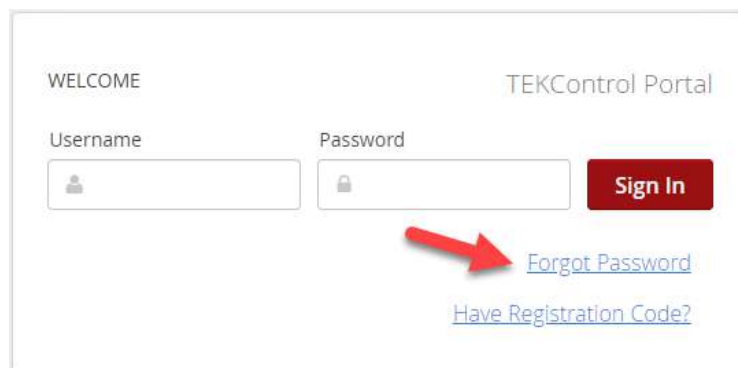 WELCOME TEKControl Portal
Username Password
Sign In
Forgot Password
Have Registration Code?